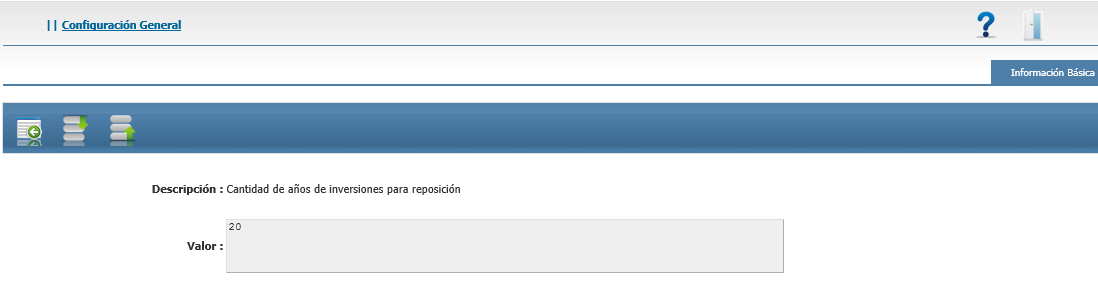 || Configuración General
Información Básica
Descripción : Cantidad de años de inversiones para reposición
Valor : 20